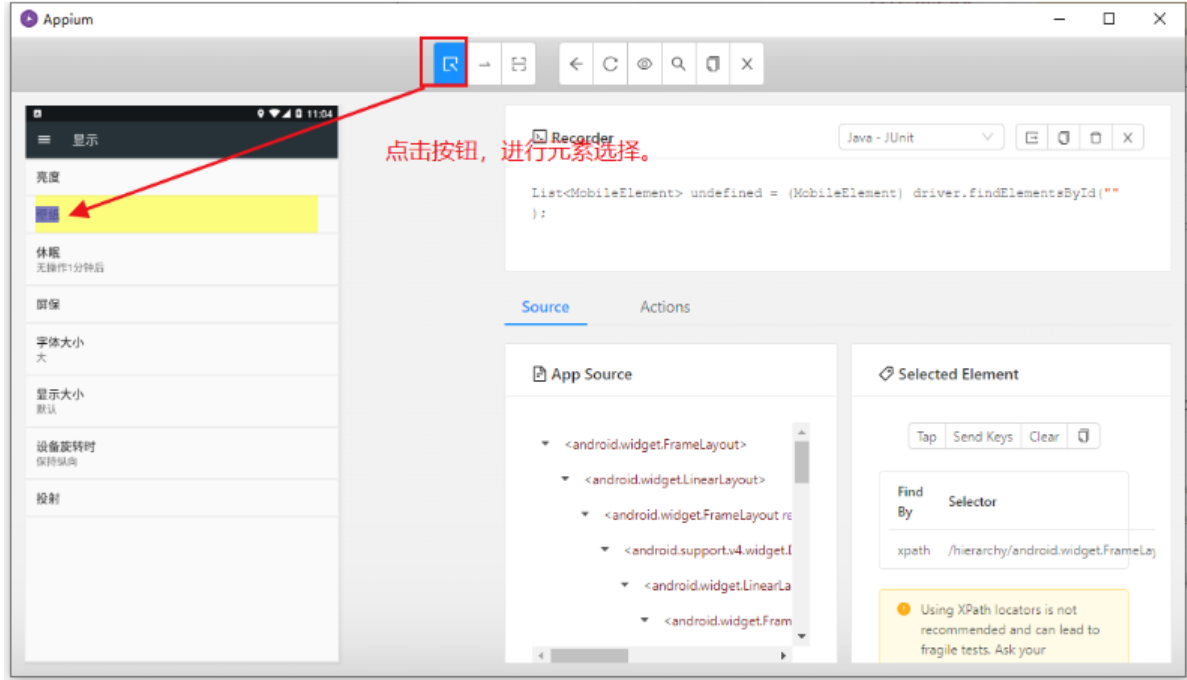 Appium
11:04
显示
亮度
壁纸
休眠
无操作1分钟后
屏保
字体大小
大
显示大小
默认
设备旋转时
保持纵向
投射
点击按钮，进行元素选择。
Recorder
Java - JUnit
List<MobileElement> undefined = (MobileElement) driver.findElementsById(""
);
Source
Actions
App Source
<android.widget.FrameLayout>
<android.widget.LinearLayout>
<android.widget.FrameLayout re
<android.support.v4.widget.D
<android.widget.LinearLa
<android.widget.Fram
Selected Element
Tap
Send Keys
Clear
Find By
Selector
xpath
/hierarchy/android.widget.FrameLay
Using XPath locators is not
recommended and can lead to
fragile tests. Ask your